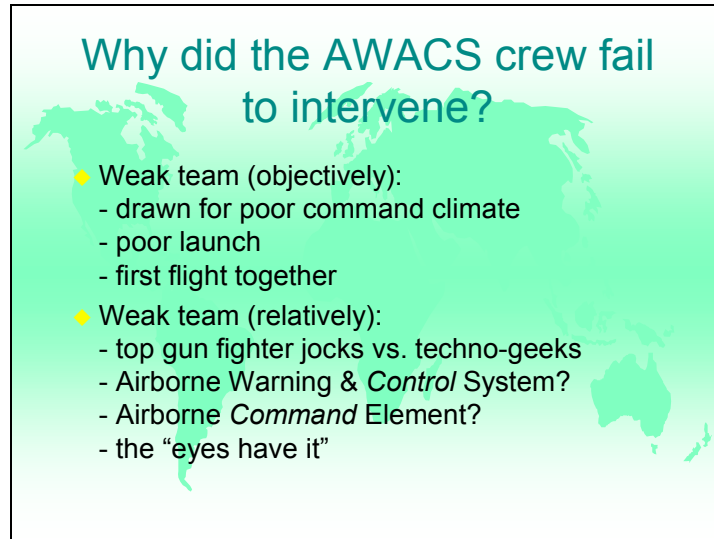 Why did the AWACS crew fail
to intervene?
Weak team (objectively):
- drawn for poor command climate
- poor launch
- first flight together
Weak team (relatively):
- top gun fighter jocks vs. techno-geeks
- Airborne Warning & Control System?
- Airborne Command Element?
- the “eyes have it”